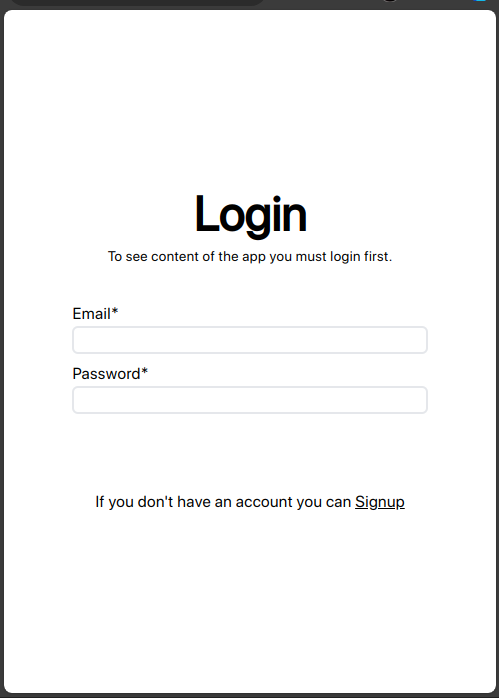 Login
To see content of the app you must login first.
Email*
Password*
If you don't have an account you can Signup